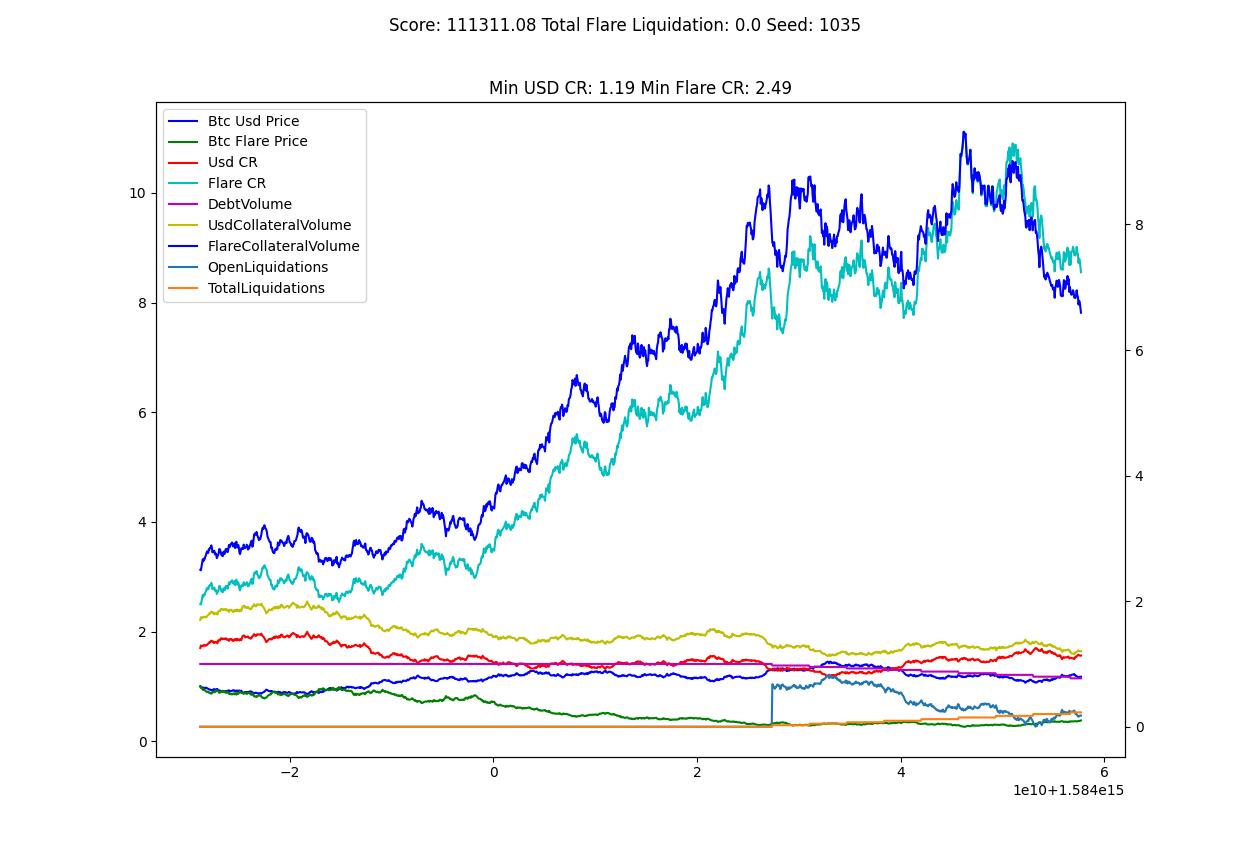 Score: 111311.08 Total Flare Liquidation: 0.0 Seed: 1035
Min USD CR: 1.19 Min Flare CR: 2.49
Btc Usd Price
Btc Flare Price
Usd CR
Flare CR
DebtVolume
UsdCollateralVolume
FlareCollateralVolume
OpenLiquidations
TotalLiquidations
10
8
6
4
2
0
8
6
4
2
0
−2
0
2
4
6
1e10+1.584e15